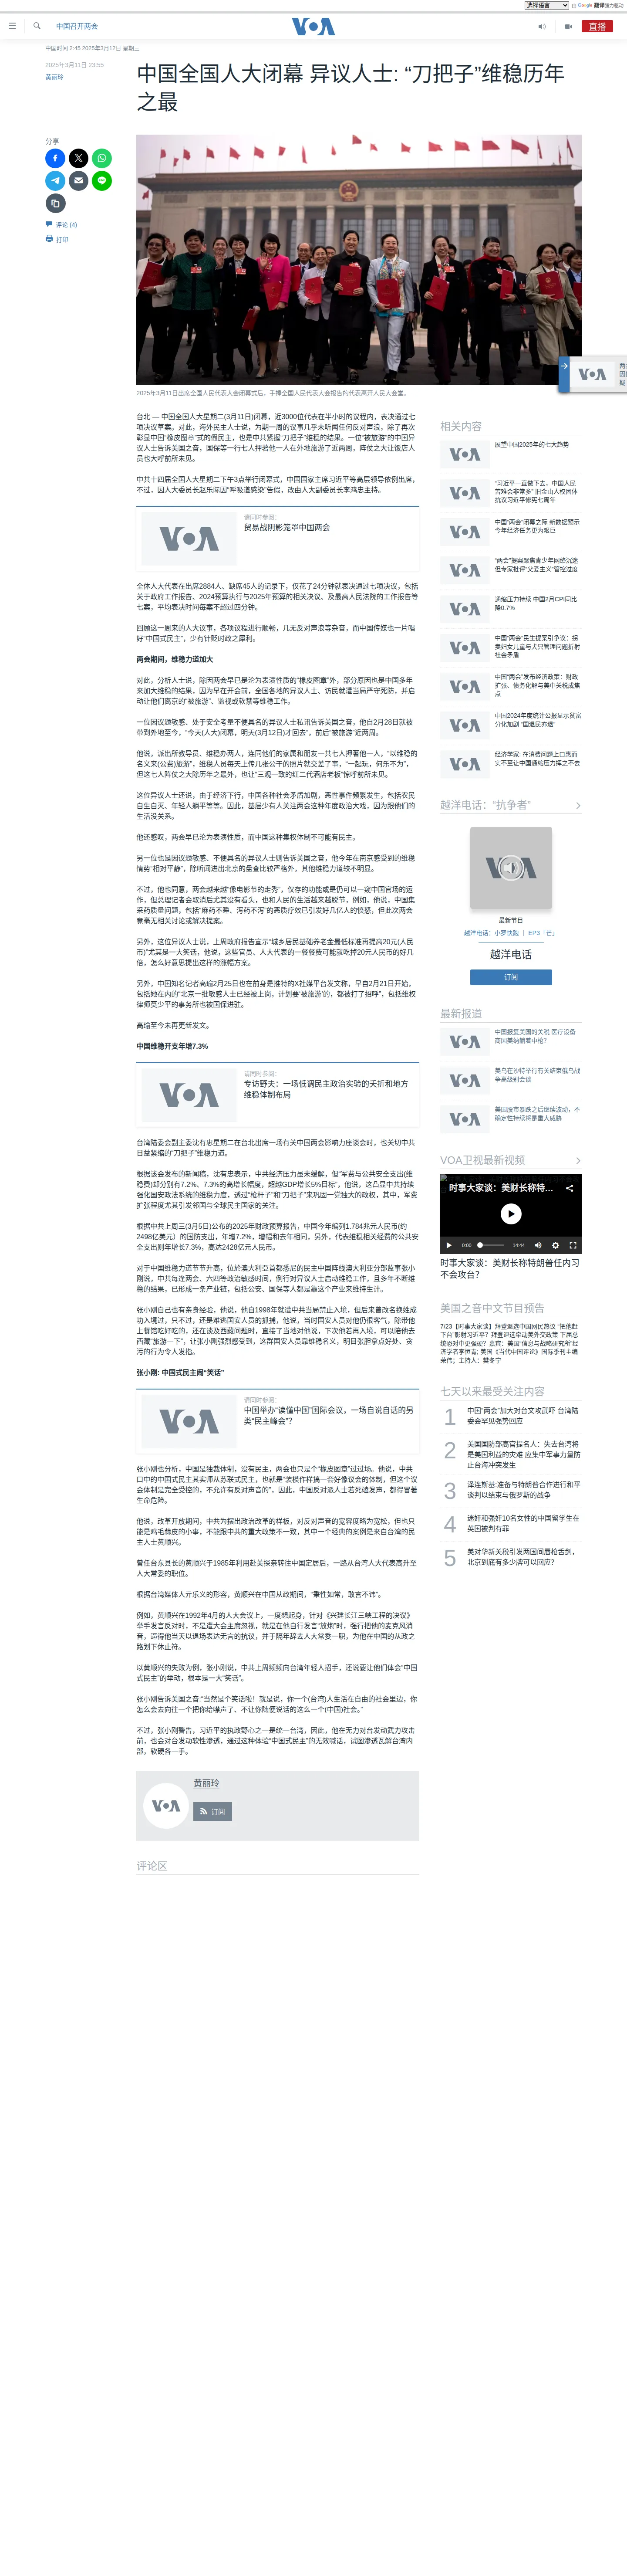 选择语言 由 Google 翻译强力驱动
中国召开两会
VOA
直播
中国时间 2:45 2025年3月12日 星期三
2025年3月11日 23:55
黄丽玲
中国全国人大闭幕 异议人士: “刀把子”维稳历年
之最
分享
评论 (4)
打印
2025年3月11日出席全国人民代表大会闭幕式后，手捧全国人民代表大会报告的代表离开人民大会堂。
台北 — 中国全国人大星期二(3月11日)闭幕，近3000位代表在半小时的议程内，表决通过七
项决议草案。对此，海外民主人士说，为期一周的议事几乎未听闻任何反对声浪，除了再次
彰显中国“橡皮图章”式的假民主，也是中共紧握“刀把子”维稳的结果。一位“被旅游”的中国异
议人士告诉美国之音，国保等一行七人押著他一人在外地旅游了近两周，阵仗之大让饭店人
员也大呼前所未见。
中共十四届全国人大星期二下午3点举行闭幕式，中国国家主席习近平等高层领导依例出席，
不过，因人大委员长赵乐际因“呼吸道感染”告假，改由人大副委员长李鸿忠主持。
请同时参阅：
贸易战阴影笼罩中国两会
全体人大代表在出席2884人、缺席45人的记录下，仅花了24分钟就表决通过七项决议，包括
关于政府工作报告、2024预算执行与2025年预算的相关决议、及最高人民法院的工作报告等
七案，平均表决时间每案不超过四分钟。
回顾这一周来的人大议事，各项议程进行顺畅，几无反对声浪等杂音，而中国传媒也一片唱
好“中国式民主”，少有针贬时政之犀利。
两会期间，维稳力道加大
对此，分析人士说，除因两会早已是沦为表演性质的“橡皮图章”外，部分原因也是中国多年
来加大维稳的结果，因为早在开会前，全国各地的异议人士、访民就遭当局严守死防，并启
动让他们离京的“被旅游”、监视或软禁等维稳工作。
一位因议题敏感、处于安全考量不便具名的异议人士私讯告诉美国之音，他自2月28日就被
带到外地至今，“今天(人大)闭幕，明天(3月12日)才回去”，前后“被旅游”近两周。
他说，派出所教导员、维稳办两人，连同他们的家属和朋友一共七人押著他一人，“以维稳的
名义来(公费)旅游”，维稳人员每天上传几张公干的照片就交差了事，“一起玩，何乐不为”，
但这七人阵仗之大除历年之最外，也让“三观一致的红二代酒店老板”惊呼前所未见。
这位异议人士还说，由于经济下行，中国各种社会矛盾加剧，恶性事件频繁发生，包括农民
自生自灭、年轻人躺平等等。因此，基层少有人关注两会这种年度政治大戏，因为跟他们的
生活没关系。
他还感叹，两会早已沦为表演性质，而中国这种集权体制不可能有民主。
另一位也是因议题敏感、不便具名的异议人士则告诉美国之音，他今年在南京感受到的维稳
情势“相对平静”，除听闻进出北京的盘查比较严格外，其他维稳力道较不明显。
不过，他也同意，两会越来越“像电影节的走秀”，仅存的功能或是仍可以一窥中国官场的运
作，但总理记者会取消后尤其没有看头，也和人民的生活越来越脱节，例如，他说，中国集
采药质量问题，包括“麻药不睡、泻药不泻”的恶质疗效已引发好几亿人的愤怒，但此次两会
竟毫无相关讨论或解决提案。
另外，这位异议人士说，上周政府报告宣示“城乡居民基础养老金最低标准再提高20元(人民
币)”尤其是一大笑话，他说，这些官员、人大代表的一餐餐费可能就吃掉20元人民币的好几
倍，怎么好意思提出这样的涨幅方案。
另外，中国知名记者高瑜2月25日也在前身是推特的X社媒平台发文称，早自2月21日开始，
包括她在内的“北京一批敏感人士已经被上岗，计划要‘被旅游’的，都被打了招呼”，包括维权
律师莫少平的事务所也被国保进驻。
高瑜至今未再更新发文。
中国维稳开支年增7.3%
请同时参阅：
专访野夫：一场低调民主政治实验的夭折和地方
维稳体制布局
台湾陆委会副主委沈有忠星期二在台北出席一场有关中国两会影响力座谈会时，也关切中共
日益紧缩的“刀把子”维稳力道。
根据该会发布的新闻稿，沈有忠表示，中共经济压力虽未缓解，但“军费与公共安全支出(维
稳费)却分别有7.2%、7.3%的高增长幅度，超越GDP增长5%目标”，他说，这凸显中共持续
强化国安政法系统的维稳力度，透过“枪杆子”和“刀把子”来巩固一党独大的政权，其中，军费
扩张程度尤其引发邻国与全球民主国家的关注。
根据中共上周三(3月5日)公布的2025年财政预算报告，中国今年编列1.784兆元人民币(约
2498亿美元）的国防支出，年增7.2%，增幅和去年相同，另外，代表维稳相关经费的公共安
全支出则年增长7.3%，高达2428亿元人民币。
对于中国维稳力道节节升高，位於澳大利亞首都悉尼的民主中国阵线澳大利亚分部监事张小
刚说，中共每逢两会、六四等政治敏感时间，例行对异议人士启动维稳工作，且多年不断维
稳的结果，已形成一条产业链，包括公安、国保等人都是靠这个产业来维持生计。
张小刚自己也有亲身经验，他说，他自1998年就遭中共当局禁止入境，但后来曾改名换姓成
功入境过，只不过，还是难逃国安人员的抓捕，他说，当时国安人员对他仍很客气，除带他
上餐馆吃好吃的，还在谈及西藏问题时，直接了当地对他说，下次他若再入境，可以陪他去
西藏“旅游一下”，让张小刚强烈感受到，这群国安人员靠维稳名义，明目张胆拿点好处、贪
污的行为令人发指。
张小刚: 中国式民主闹“笑话”
请同时参阅：
中国举办“读懂中国”国际会议，一场自说自话的另
类“民主峰会”？
张小刚也分析，中国是独裁体制，没有民主，两会也只是个“橡皮图章”过过场。他说，中共
口中的中国式民主其实师从苏联式民主，也就是“装模作样搞一套好像议会的体制，但这个议
会体制是完全受控的，不允许有反对声音的”，因此，中国反对派人士若死磕发声，都得冒著
生命危险。
他说，改革开放期间，中共为摆出政治改革的样板，对反对声音的宽容度略为宽松，但也只
能是鸡毛蒜皮的小事，不能跟中共的重大政策不一致，其中一个经典的案例是来自台湾的民
主人士黄顺兴。
曾任台东县长的黄顺兴于1985年利用赴美探亲转往中国定居后，一路从台湾人大代表高升至
人大常委的职位。
根据台湾媒体人亓乐义的形容，黄顺兴在中国从政期间，“秉性如常，敢言不讳”。
例如，黄顺兴在1992年4月的人大会议上，一度想起身，针对《兴建长江三峡工程的决议》
举手发言反对时，不是遭大会主席忽视，就是在他自行发言“放炮”时，强行把他的麦克风消
音，逼得他当天以退场表达无言的抗议，并于隔年辞去人大常委一职，为他在中国的从政之
路划下休止符。
以黄顺兴的失败为例，张小刚说，中共上周频频向台湾年轻人招手，还说要让他们体会“中国
式民主”的举动，根本是一大“笑话”。
张小刚告诉美国之音:“当然是个笑话啦！就是说，你一个(台湾)人生活在自由的社会里边，你
怎么会去向往一个把你给噤声了、不让你随便说话的这么一个(中国)社会。”
不过，张小刚警告，习近平的执政野心之一是统一台湾，因此，他在无力对台发动武力攻击
前，也会对台发动软性渗透，通过这种体验“中国式民主”的无效喊话，试图渗透瓦解台湾内
部，软硬各一手。
VOA
黄丽玲
订阅
评论区
相关内容
展望中国2025年的七大趋势
“习近平一直做下去，中国人民
苦难会非常多” 旧金山人权团体
抗议习近平修宪七周年
中国“两会”闭幕之际 新数据预示
今年经济任务更为艰巨
“两会”提案聚焦青少年网络沉迷
但专家批评“父爱主义”管控过度
通缩压力持续 中国2月CPI同比
降0.7%
中国“两会”民生提案引争议：拐
卖妇女儿童与犬只管理问题折射
社会矛盾
中国“两会”发布经济政策：财政
扩张、债务化解与美中关税成焦
点
中国2024年度统计公报显示贫富
分化加剧 “国退民亦退”
经济学家: 在消费问题上口惠而
实不至让中国通缩压力挥之不去
越洋电话：“抗争者”
VOA
最新节目
越洋电话：小罗快跑 ｜ EP3「芒」
越洋电话
订阅
最新报道
中国报复美国的关税 医疗设备
商因美纳躺着中枪？
美乌在沙特举行有关结束俄乌战
争高级别会谈
美国股市暴跌之后继续波动，不
确定性持续将是重大威胁
VOA卫视最新视频
时事大家谈：美财长称特...
0:00 14:44
时事大家谈：美财长称特朗普任内习
不会攻台？
美国之音中文节目预告
7/23【时事大家谈】拜登退选中国网民热议 “把他赶
下台”影射习近平？拜登退选牵动美外交政策 下届总
统恐对中更强硬？嘉宾：美国“信息与战略研究所”经
济学者李恒青; 美国《当代中国评论》国际季刊主编
荣伟；主持人：樊冬宁
七天以来最受关注内容
1 中国“两会”加大对台文攻武吓 台湾陆
委会罕见强势回应
2 美国国防部高官提名人：失去台湾将
是美国利益的灾难 应集中军事力量防
止台海冲突发生
3 泽连斯基:准备与特朗普合作进行和平
谈判以结束与俄罗斯的战争
4 迷奸和强奸10名女性的中国留学生在
英国被判有罪
5 美对华新关税引发两国间唇枪舌剑，
北京到底有多少牌可以回应？